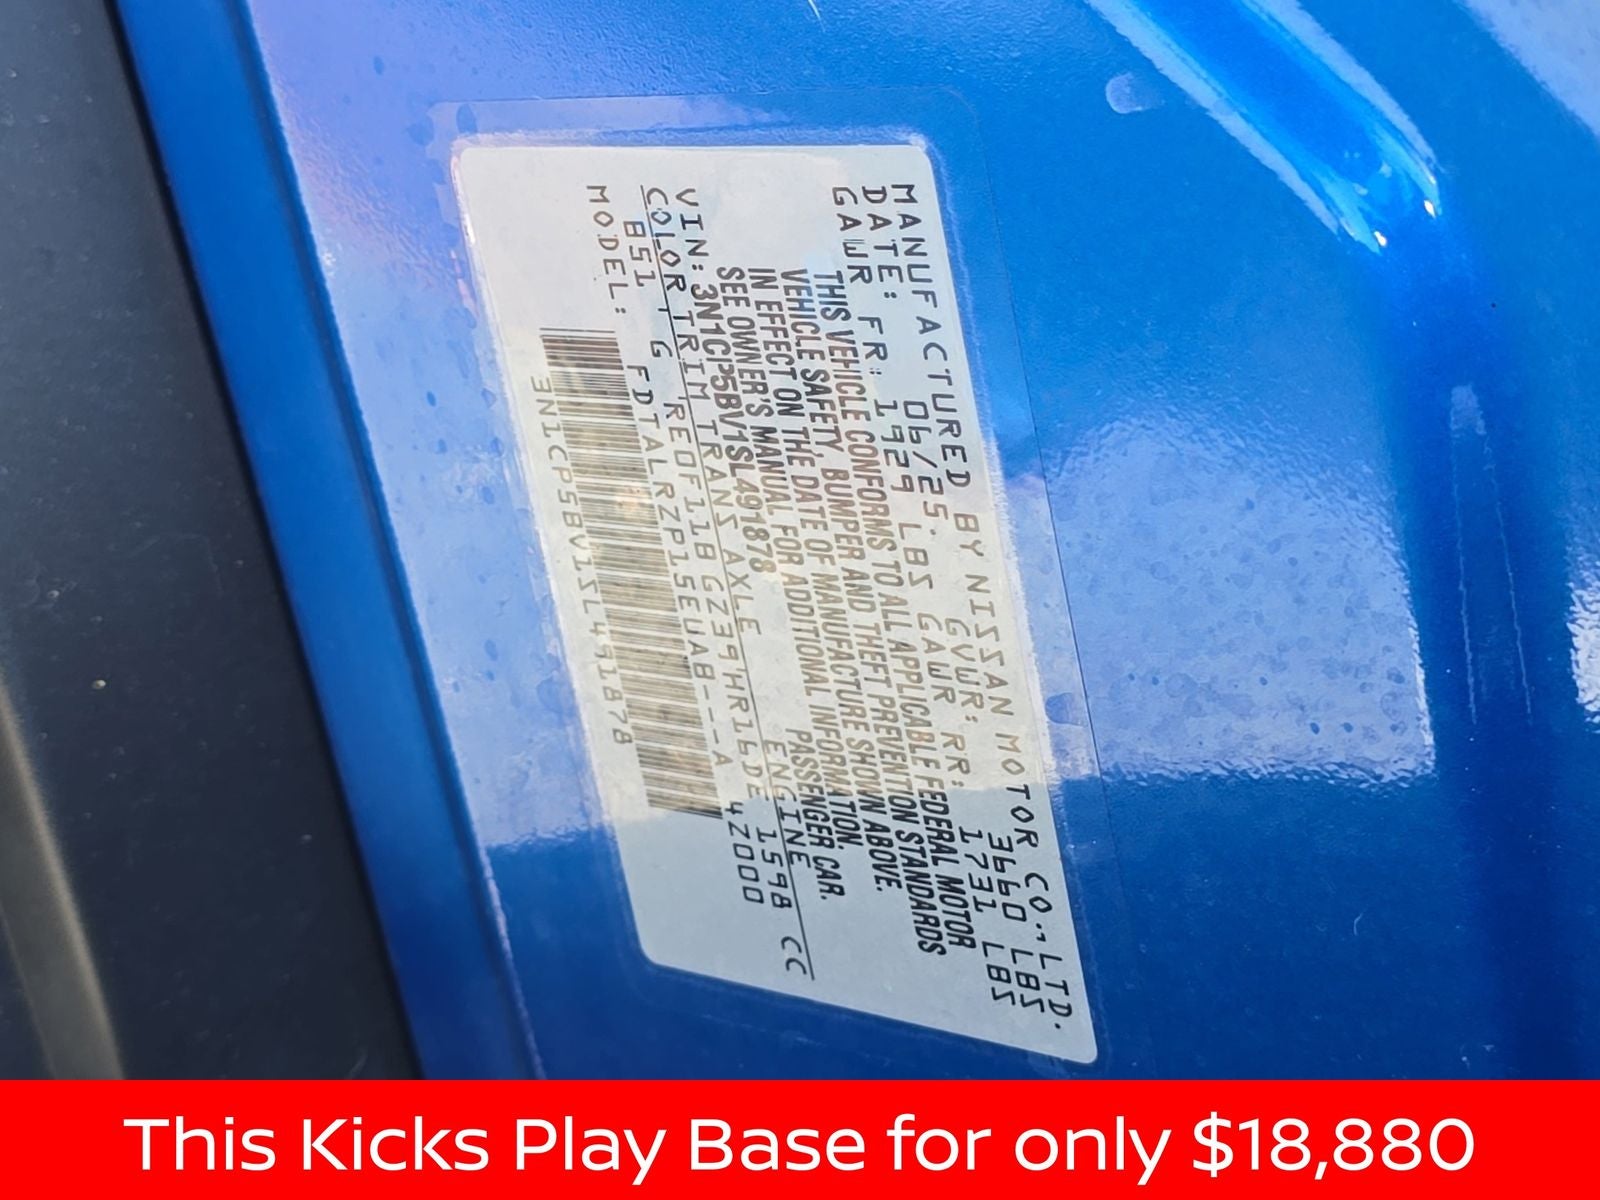 MANUFACTURED BY NISSAN MOTOR CO., LTD.
DATE: 06/25. GVWR: 3660 LBS
GAWR FR: 1929 LBS GAWR RR: 1731 LBS
THIS VEHICLE CONFORMS TO ALL APPLICABLE FEDERAL MOTOR
VEHICLE SAFETY, BUMPER AND THEFT PREVENTION STANDARDS
IN EFFECT ON THE DATE OF MANUFACTURE SHOWN ABOVE.
SEE OWNER'S MANUAL FOR ADDITIONAL INFORMATION.
VIN: 3N1CP5BV1SL491878 PASSENGER CAR.
COLOR TRIM TRANS AXLE ENGINE
B51 G REOF11B GZ39 HR16DE 1598 CC
MODEL: FDTALRZP15EUAB---A 42000
3N1CP5BV1SL491878
This Kicks Play Base for only $18,880